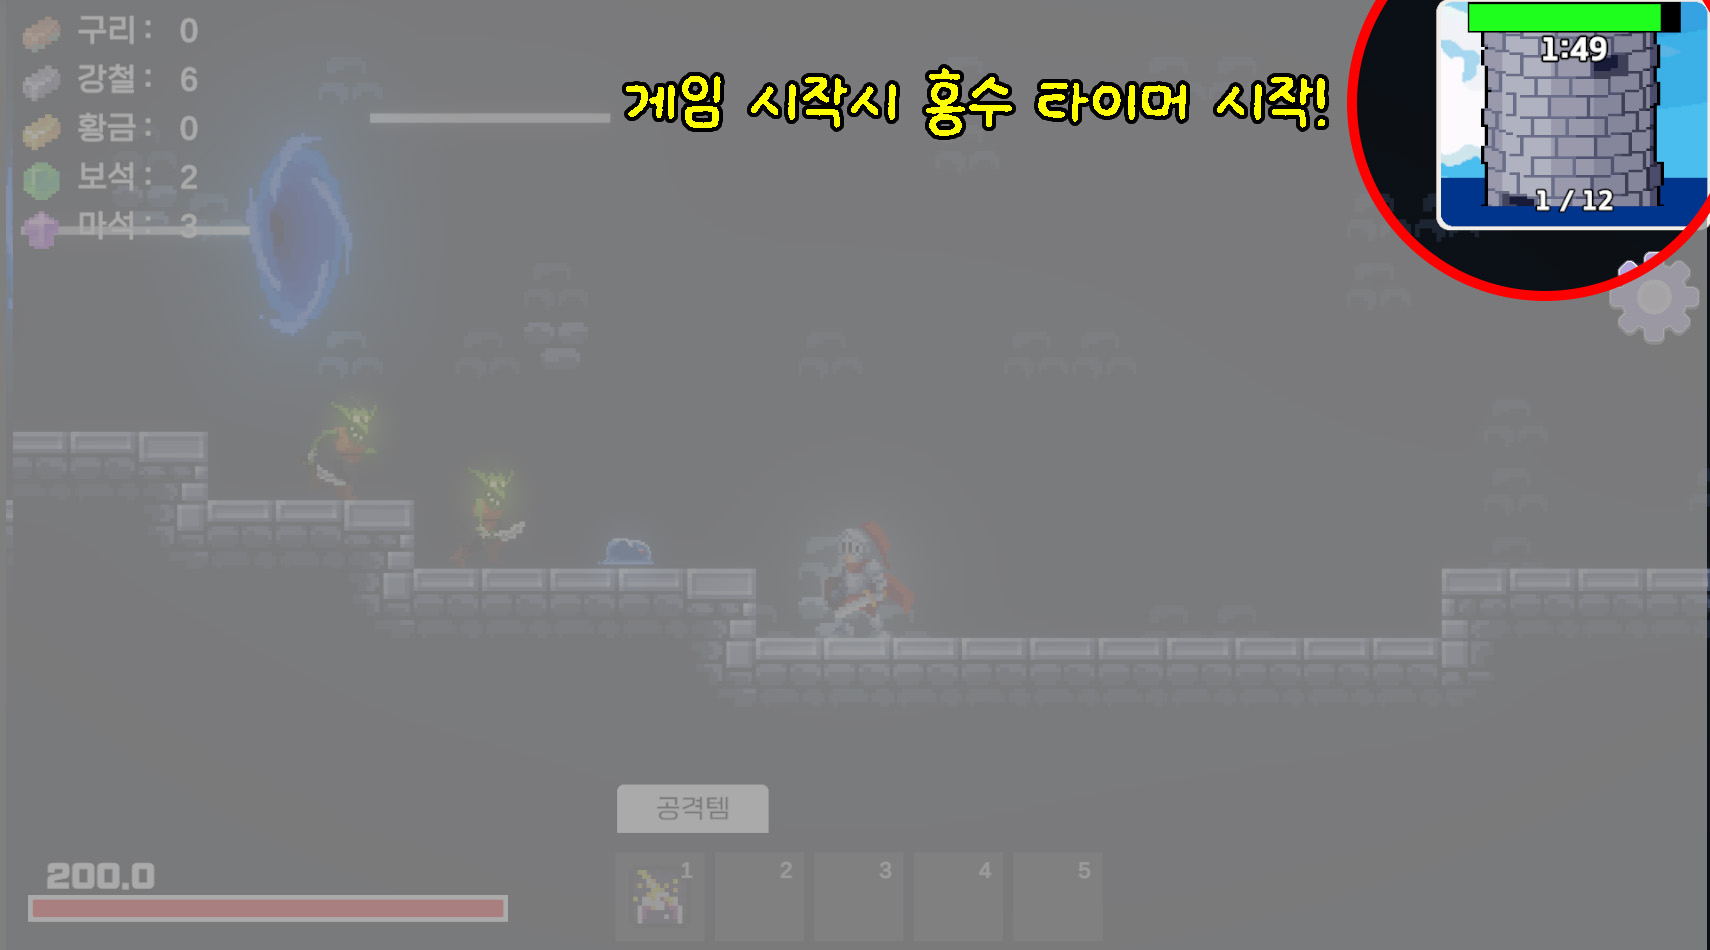 구리 : 0
강철 : 6
황금 : 0
보석 : 2
마석 : 3
게임 시작시 홍수 타이머 시작!
1:49
1 / 12
공격템
1 2 3 4 5
200.0